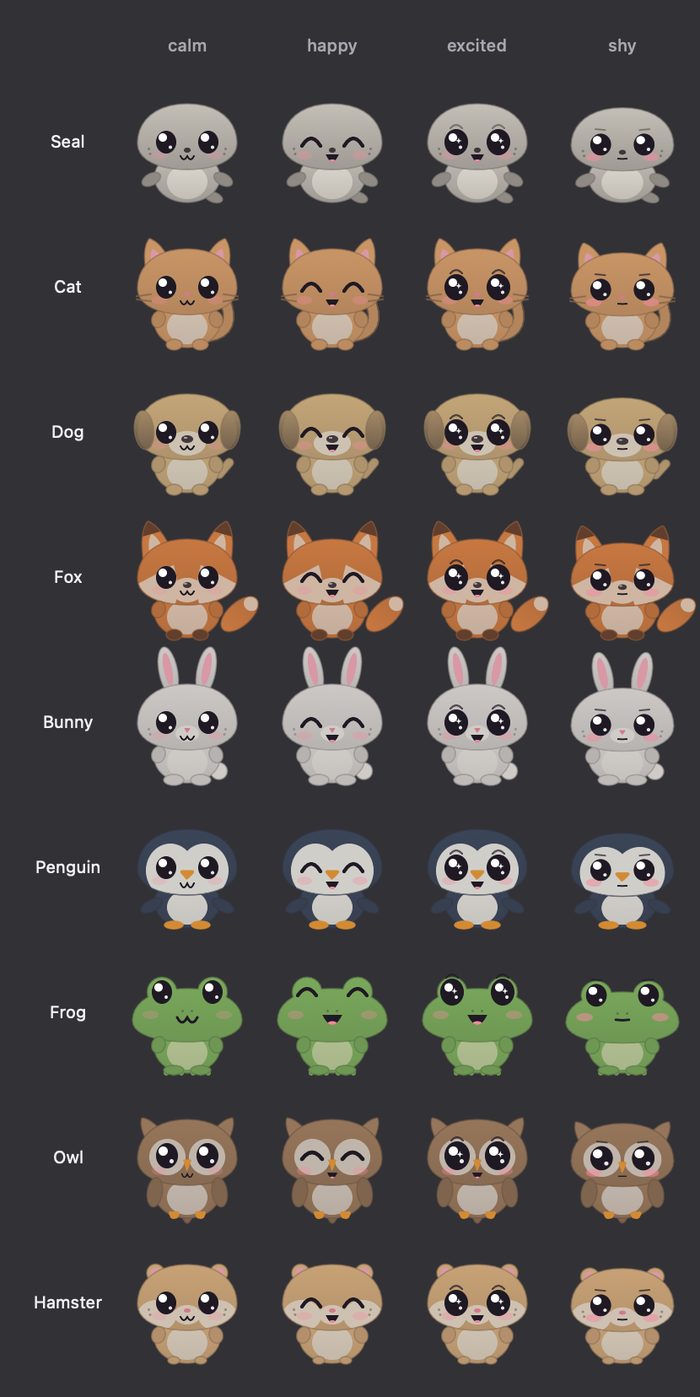 calm happy excited shy
Seal
Cat
Dog
Fox
Bunny
Penguin
Frog
Owl
Hamster